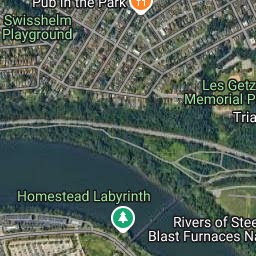 Pub in the Park
Swisshelm
Playground
Les Getz
Memorial P
Tria
Homestead Labyrinth
Rivers of Stee
Blast Furnaces Na